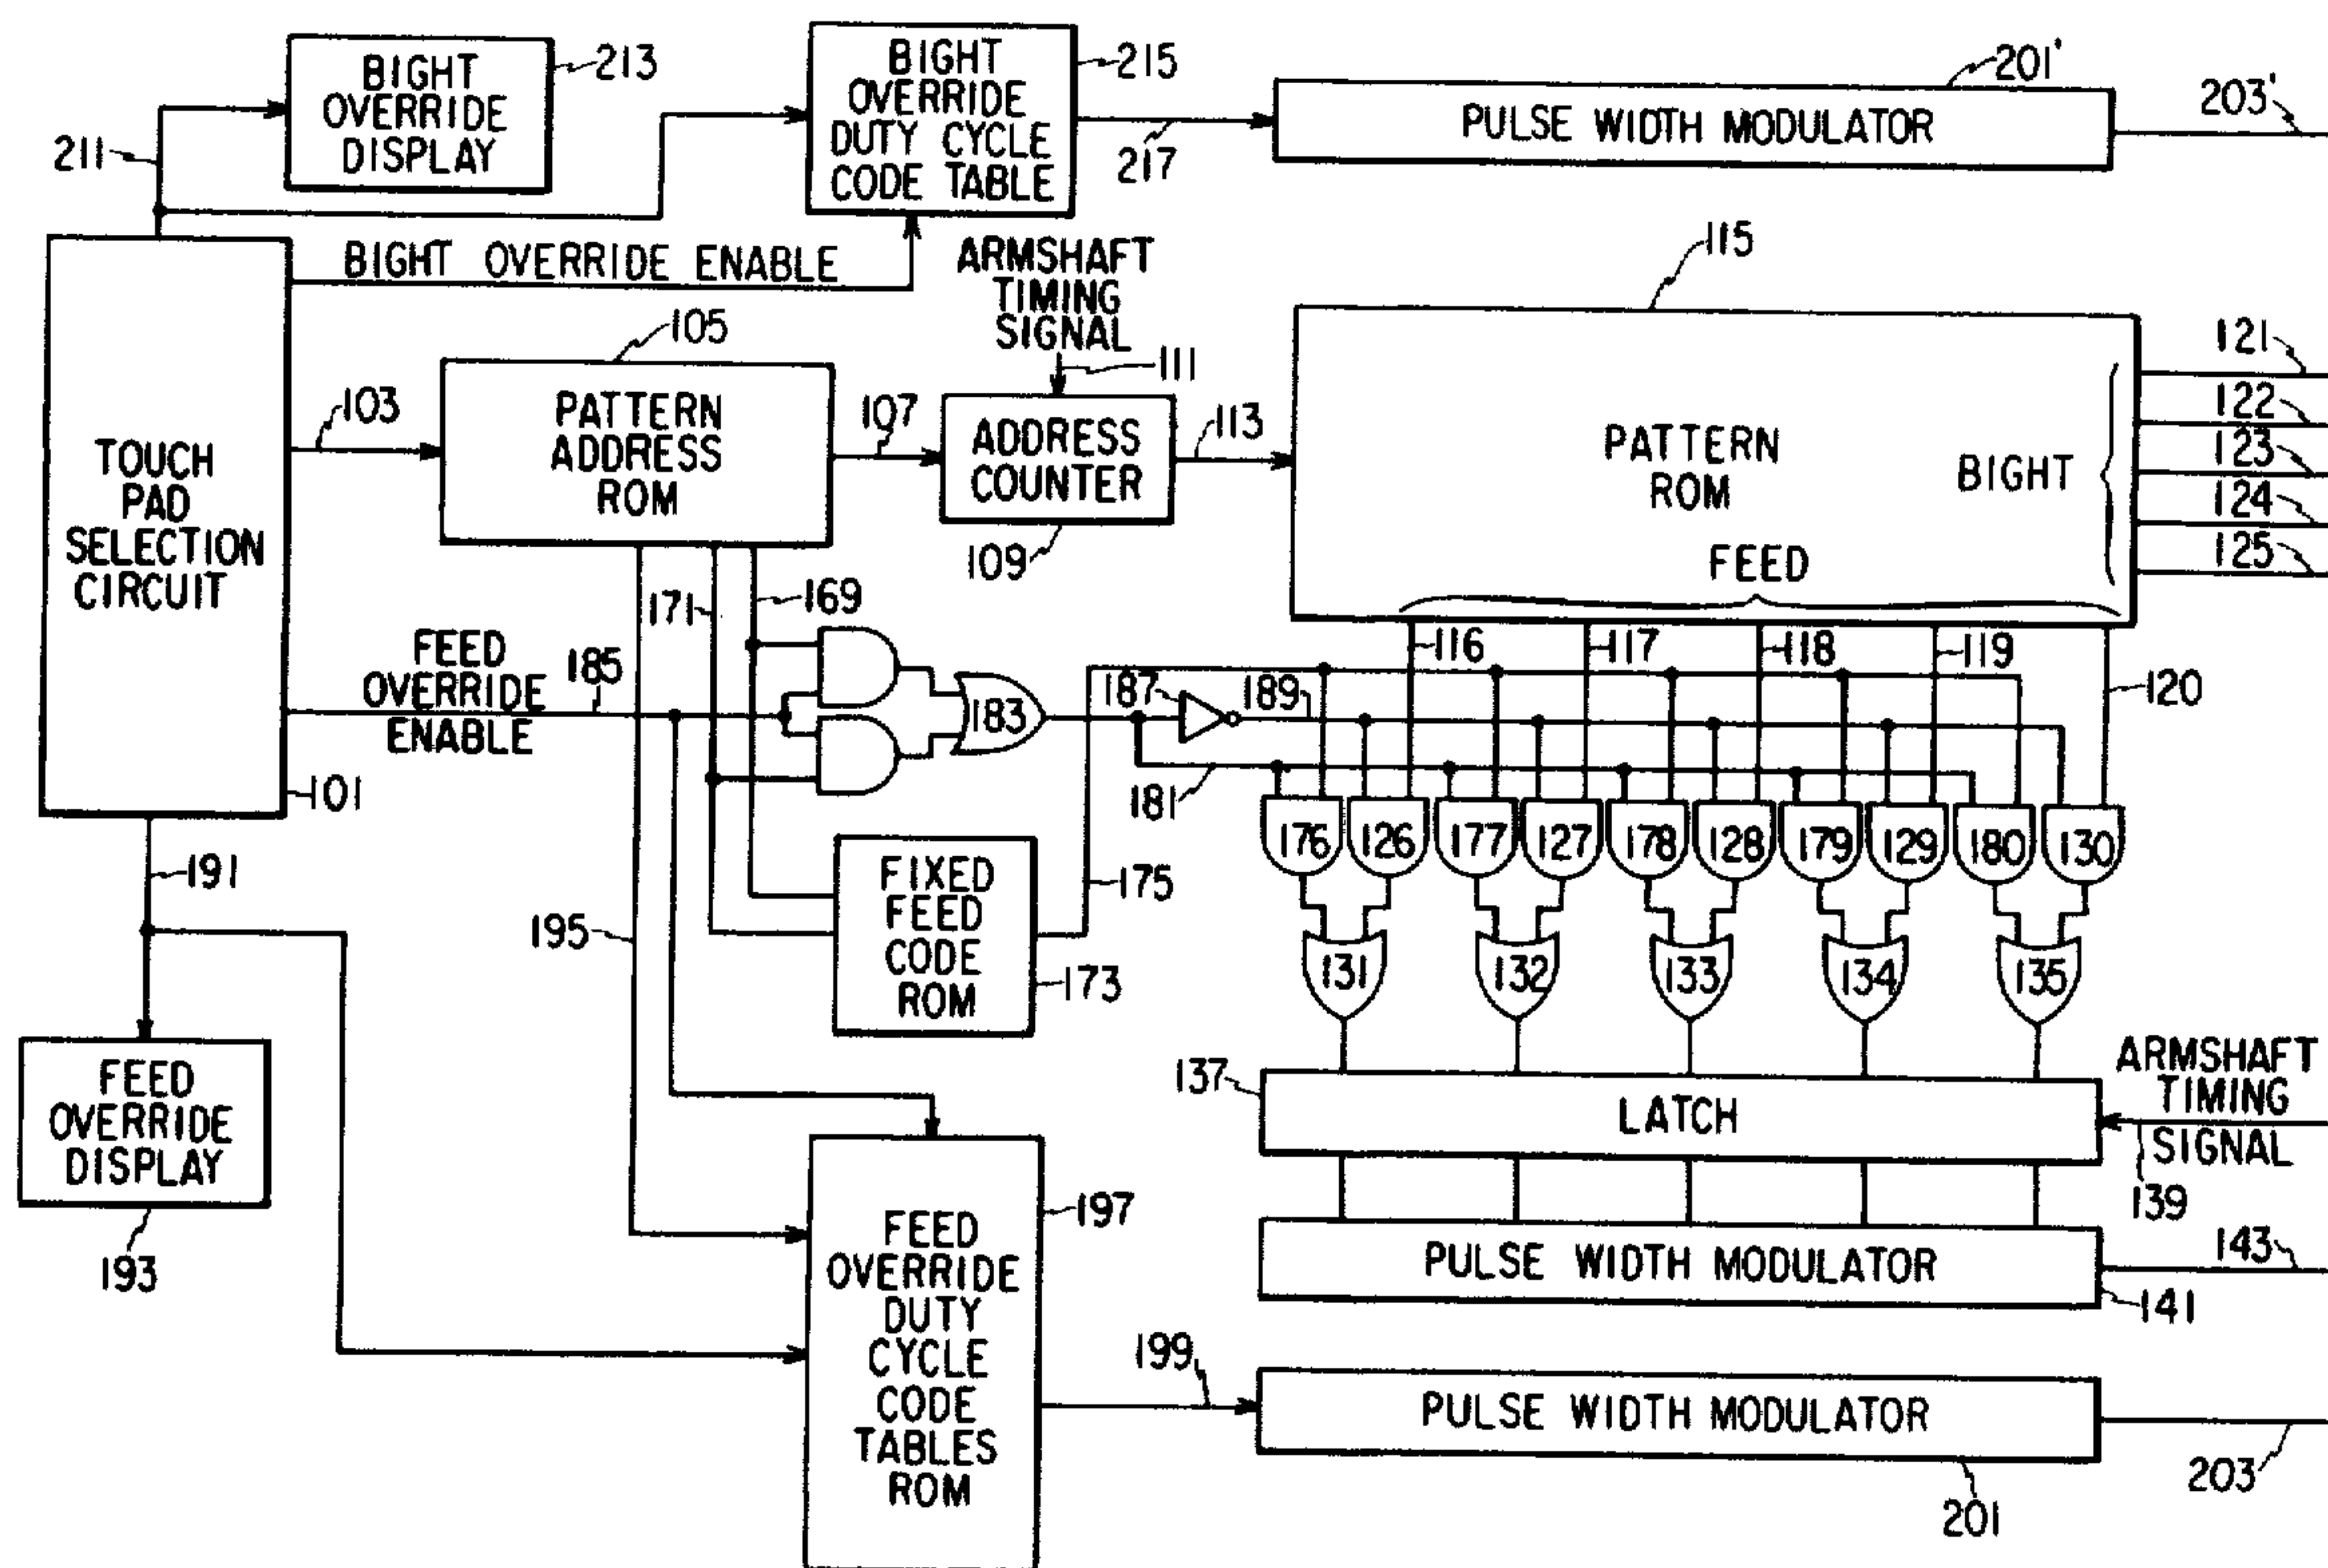 BIGHT
OVERRIDE
DISPLAY
213
BIGHT
OVERRIDE
DUTY CYCLE
CODE TABLE
215
217
PULSE WIDTH MODULATOR
201'
203'
211
BIGHT OVERRIDE ENABLE
ARMSHAFT
TIMING
SIGNAL
111
115
TOUCH
PAD
SELECTION
CIRCUIT
101
103
105
PATTERN
ADDRESS
ROM
107
ADDRESS
COUNTER
109
113
PATTERN
ROM
BIGHT
FEED
121
122
123
124
125
171
169
116
117
118
119
120
FEED
OVERRIDE
ENABLE
185
183
187
189
181
176
126
177
127
178
128
179
129
180
130
191
195
FIXED
FEED
CODE
ROM
173
175
131
132
133
134
135
FEED
OVERRIDE
DISPLAY
193
137
LATCH
ARMSHAFT
TIMING
SIGNAL
139
PULSE WIDTH MODULATOR
143
141
FEED
OVERRIDE
DUTY
CYCLE
CODE
TABLES
ROM
197
199
PULSE WIDTH MODULATOR
201
203